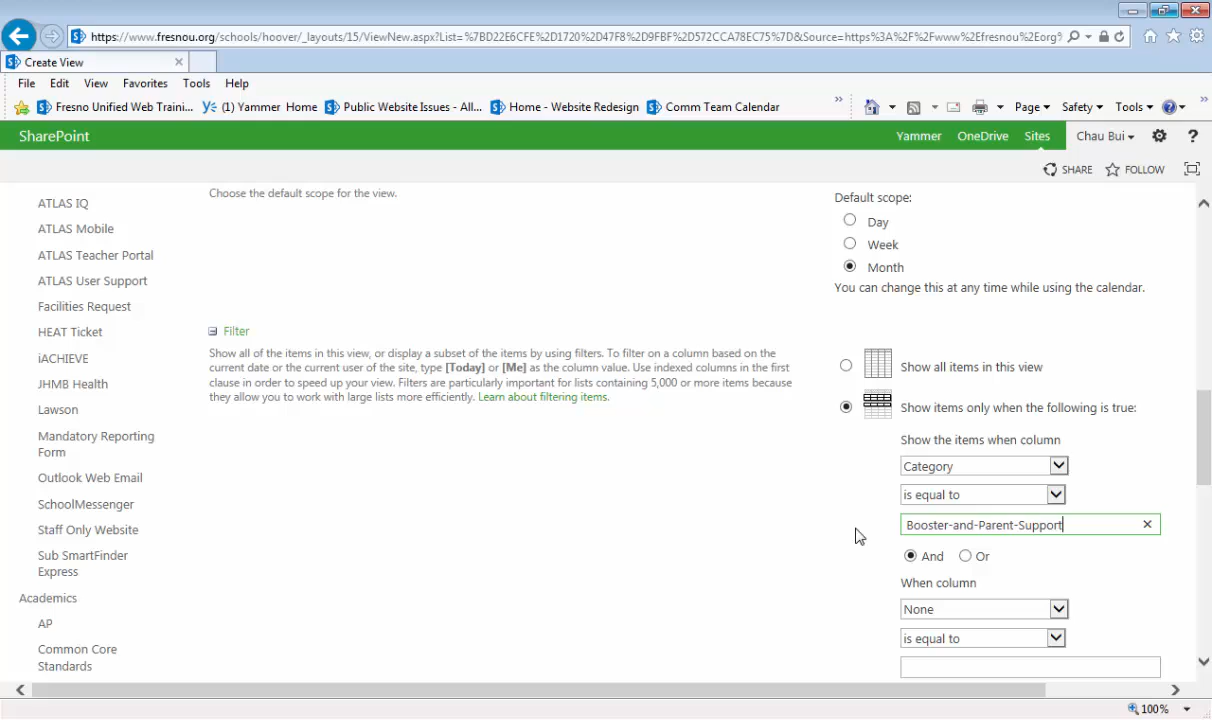 https://www.fresnou.org/schools/hoover/_layouts/15/ViewNew.aspx?List=%7BD22E6CFE%2D1720%2D47F8%2D9FBF%2D572CCA78EC75%7D&Source=https%3A%2F%2Fwww%2Efresnou%2Eorg%
Create View
File Edit View Favorites Tools Help
Fresno Unified Web Traini... (1) Yammer Home Public Website Issues - All... Home - Website Redesign Comm Team Calendar Page Safety Tools
SharePoint Yammer OneDrive Sites Chau Bui ?
SHARE FOLLOW
Choose the default scope for the view.
Default scope:
Day
Week
Month
You can change this at any time while using the calendar.
ATLAS IQ
ATLAS Mobile
ATLAS Teacher Portal
ATLAS User Support
Facilities Request
HEAT Ticket
iACHIEVE
JHMB Health
Lawson
Mandatory Reporting
Form
Outlook Web Email
SchoolMessenger
Staff Only Website
Sub SmartFinder
Express
Academics
AP
Common Core
Standards
Filter
Show all of the items in this view, or display a subset of the items by using filters. To filter on a column based on the
current date or the current user of the site, type [Today] or [Me] as the column value. Use indexed columns in the first
clause in order to speed up your view. Filters are particularly important for lists containing 5,000 or more items because
they allow you to work with large lists more efficiently. Learn about filtering items.
Show all items in this view
Show items only when the following is true:
Show the items when column
Category
is equal to
Booster-and-Parent-Support
And Or
When column
None
is equal to
100%